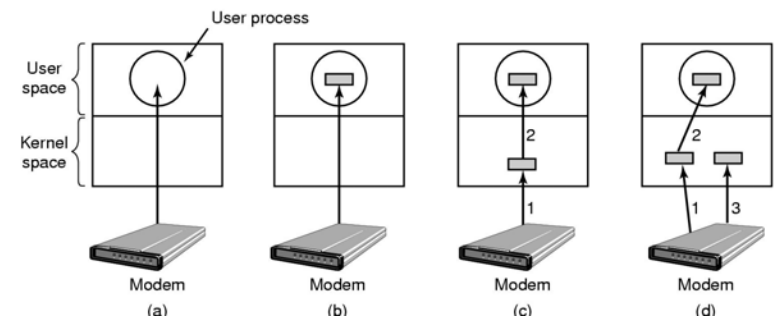 User process
User
space
Kernel
space
2
2
1
1
3
Modem
Modem
Modem
Modem
(a)
(b)
(c)
(d)